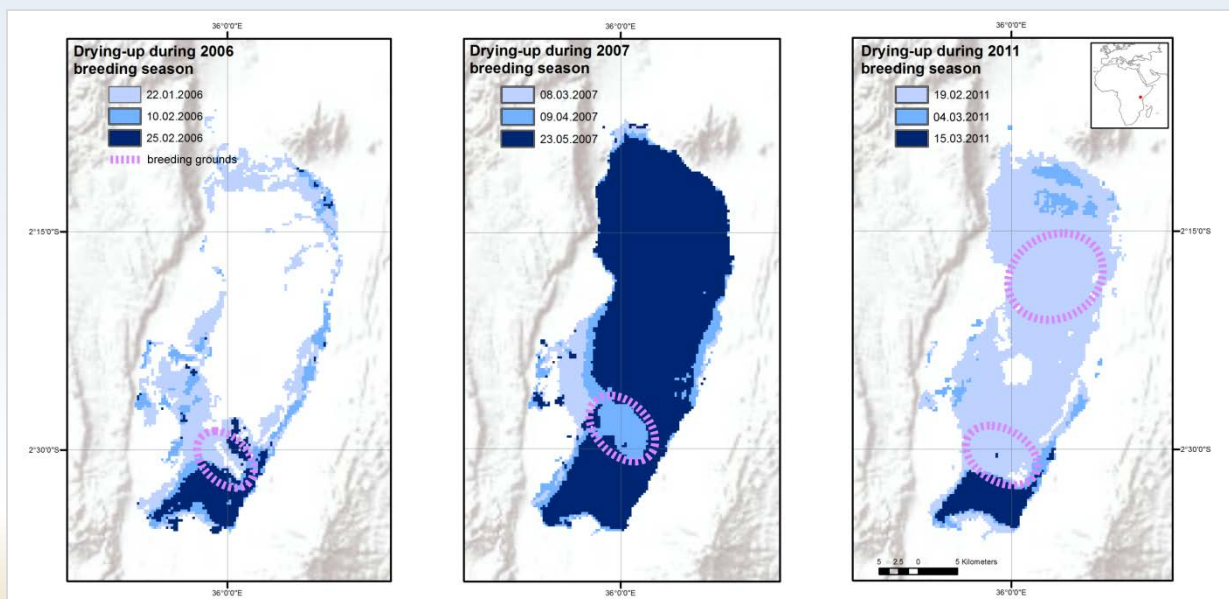 36°0'0"E
Drying-up during 2006
breeding season
22.01.2006
10.02.2006
25.02.2006
breeding grounds
2°15'0"S
2°30'0"S
36°0'0"E
36°0'0"E
Drying-up during 2007
breeding season
08.03.2007
09.04.2007
23.05.2007
36°0'0"E
36°0'0"E
Drying-up during 2011
breeding season
19.02.2011
04.03.2011
15.03.2011
2°15'0"S
2°30'0"S
5 2.5 0 5 Kilometers
36°0'0"E